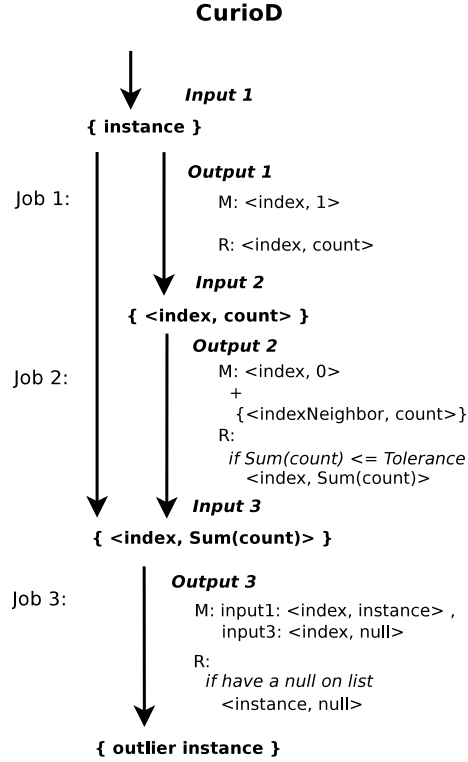 CurioD
Input 1
{ instance }
Output 1
Job 1:
M: <index, 1>
R: <index, count>
Input 2
{ <index, count> }
Output 2
Job 2:
M: <index, 0>
+
{<indexNeighbor, count>}
R:
if Sum(count) <= Tolerance
<index, Sum(count)>
Input 3
{ <index, Sum(count)> }
Output 3
Job 3:
M: input1: <index, instance> ,
input3: <index, null>
R:
if have a null on list
<instance, null>
{ outlier instance }